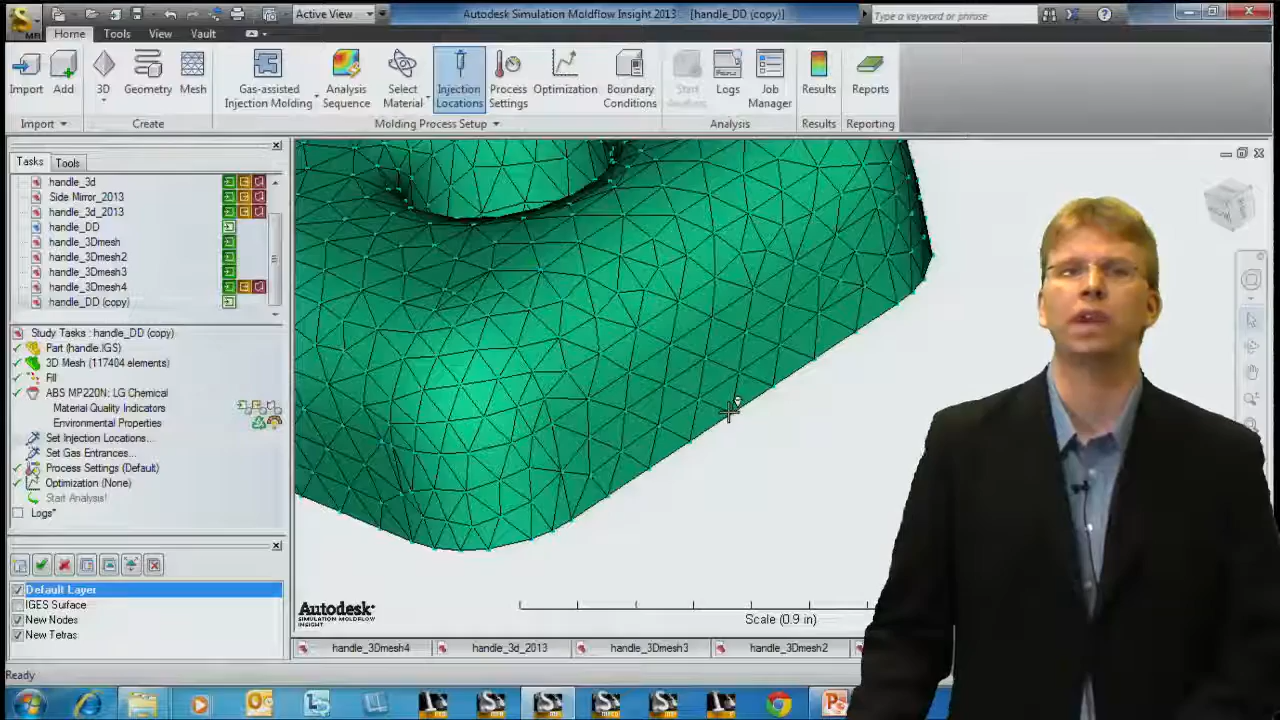 Active View
Autodesk Simulation Moldflow Insight 2013 - [handle_DD (copy)]
Type a keyword or phrase
Home Tools View Vault
Import Add 3D Geometry Mesh Gas-assisted Injection Molding Analysis Sequence Select Material Injection Locations Process Settings Optimization Boundary Conditions Start Analysis Logs Job Manager Results Reports
Import Create Molding Process Setup Analysis Results Reporting
Tasks Tools
handle_3d
Side Mirror_2013
handle_3d_2013
handle_DD
handle_3Dmesh
handle_3Dmesh2
handle_3Dmesh3
handle_3Dmesh4
handle_DD (copy)
Study Tasks : handle_DD (copy)
Part (handle.IGS)
3D Mesh (117404 elements)
Fill
ABS MP220N: LG Chemical
Material Quality Indicators
Environmental Properties
Set Injection Locations...
Set Gas Entrances...
Process Settings (Default)
Optimization (None)
Start Analysis!
Logs*
Default Layer
IGES Surface
New Nodes
New Tetras
Autodesk
SIMULATION MOLDFLOW
INSIGHT
Scale (0.9 in)
handle_3Dmesh4 handle_3d_2013 handle_3Dmesh3 handle_3Dmesh2
Ready